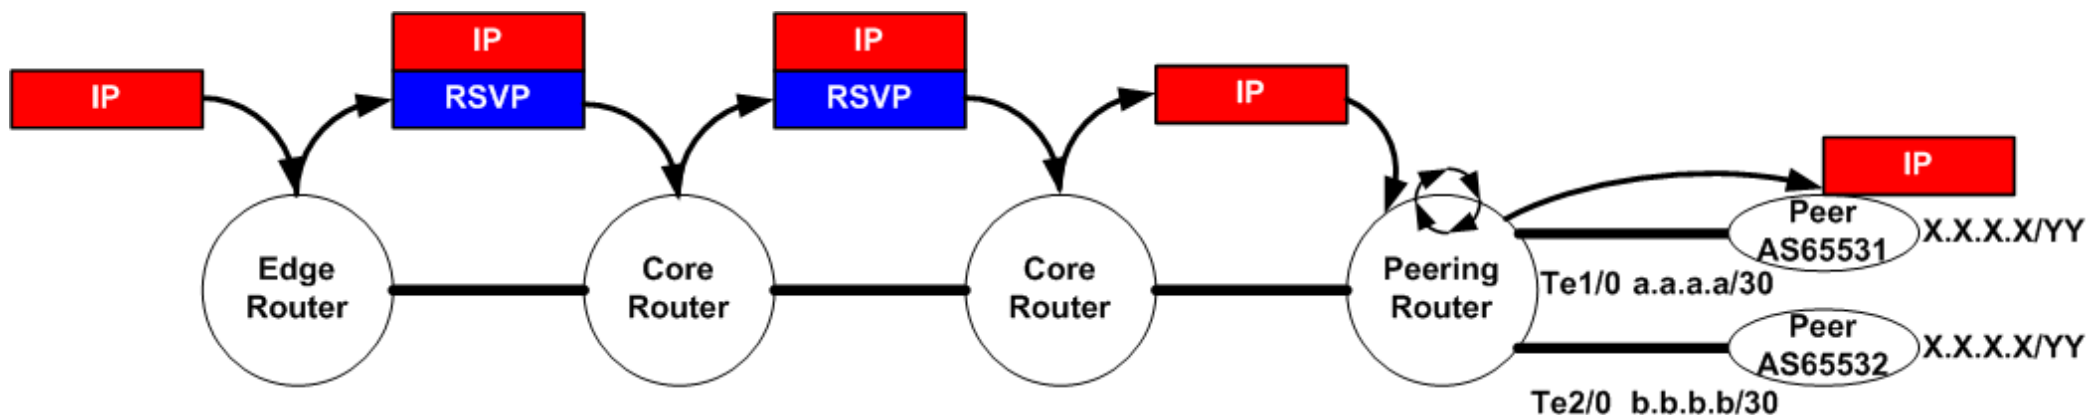 IP
IP
RSVP
IP
RSVP
IP
IP
Edge
Router
Core
Router
Core
Router
Peering
Router
Peer
AS65531
X.X.X.X/YY
Te1/0 a.a.a.a/30
Peer
AS65532
X.X.X.X/YY
Te2/0 b.b.b.b/30